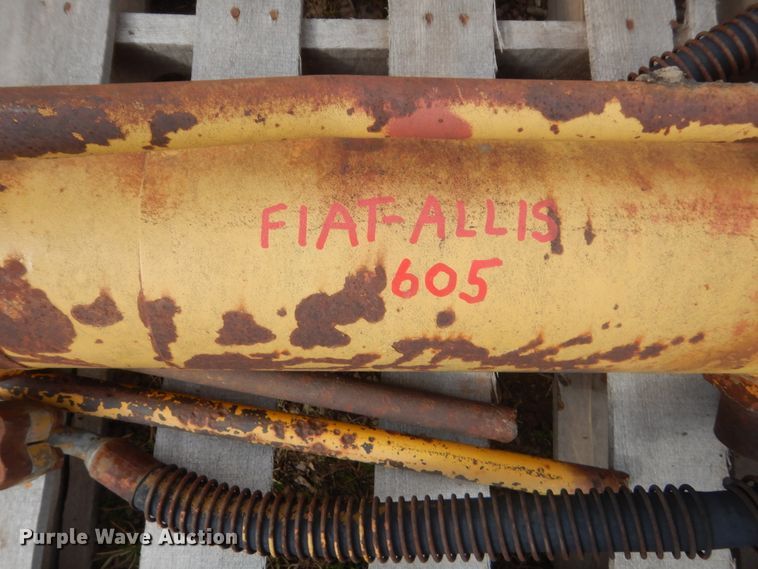 FIAT-ALLIS
605
Purple Wave Auction